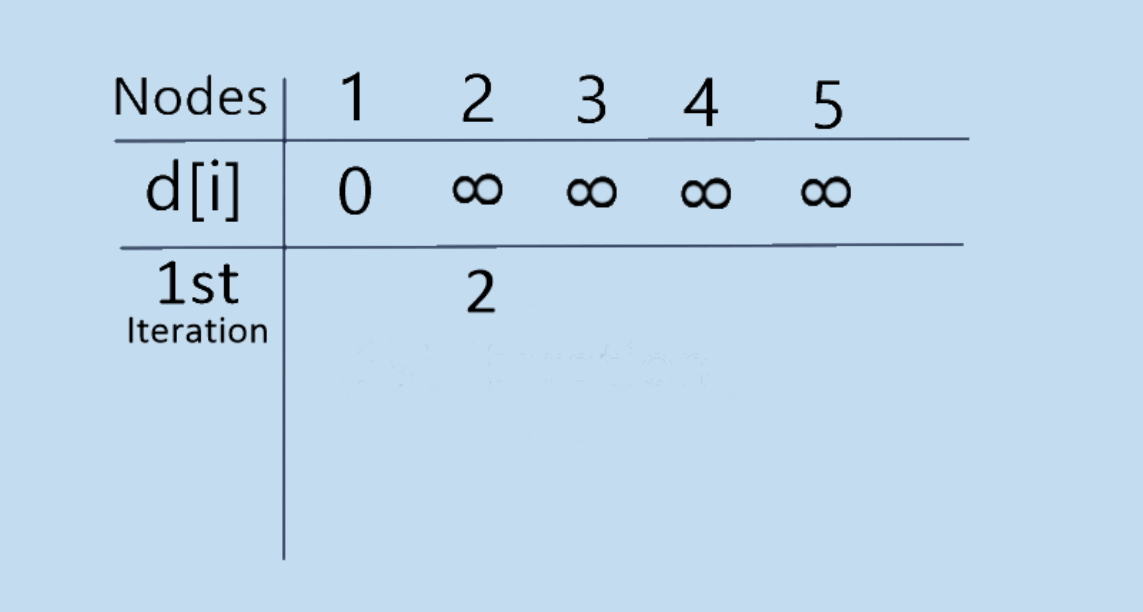 Nodes 1 2 3 4 5
d[i] 0 ∞ ∞ ∞ ∞
1st 2
Iteration